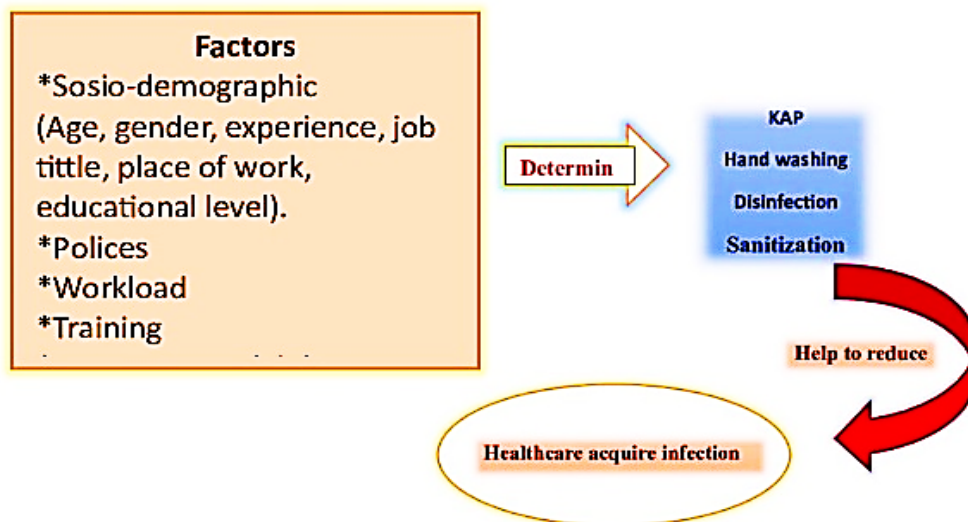 Factors
*Sosio-demographic
(Age, gender, experience, job
tittle, place of work,
educational level).
*Polices
*Workload
*Training
Determin
KAP
Hand washing
Disinfection
Sanitization
Help to reduce
Healthcare acquire infection